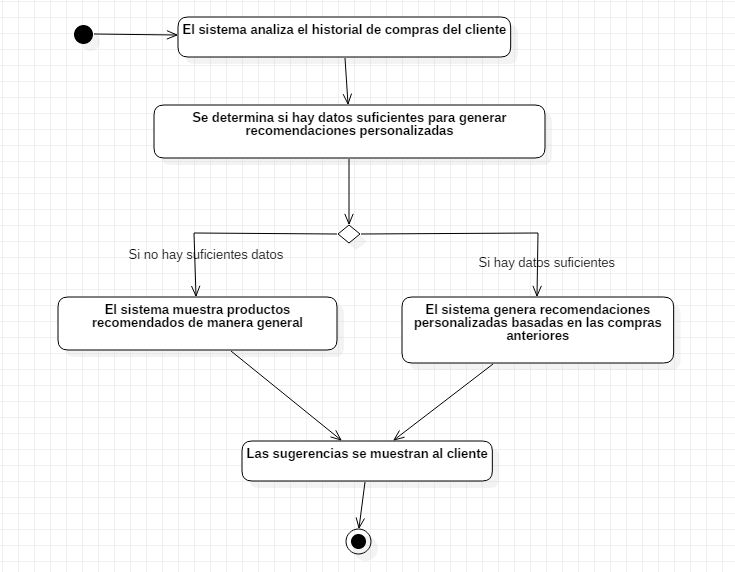 El sistema analiza el historial de compras del cliente
Se determina si hay datos suficientes para generar
recomendaciones personalizadas
Si no hay suficientes datos
Si hay datos suficientes
El sistema muestra productos
recomendados de manera general
El sistema genera recomendaciones
personalizadas basadas en las compras
anteriores
Las sugerencias se muestran al cliente